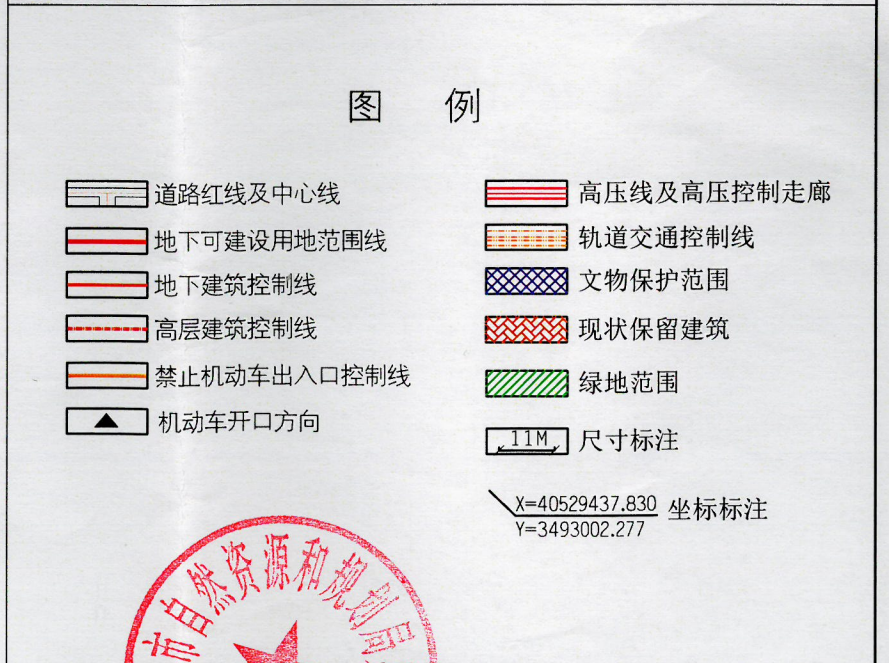 图 例
道路红线及中心线
地下可建设用地范围线
地下建筑控制线
高层建筑控制线
禁止机动车出入口控制线
机动车开口方向
高压线及高压控制走廊
轨道交通控制线
文物保护范围
现状保留建筑
绿地范围
11M 尺寸标注
X=40529437.830 坐标标注
Y=3493002.277
市自然资源和规划局